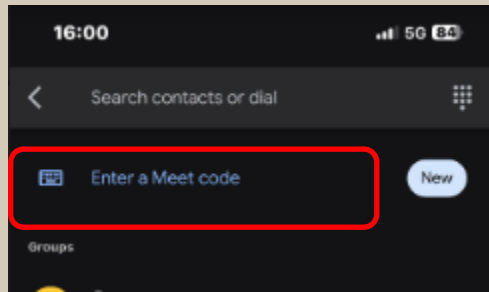 16:00 5G 84
Search contacts or dial
Enter a Meet code New
Groups